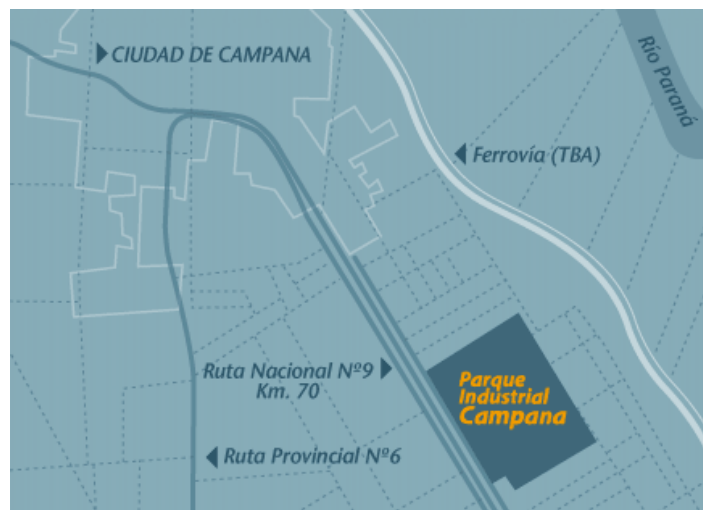 CIUDAD DE CAMPANA
Río Paraná
Ferrovía (TBA)
Ruta Nacional Nº9
Km. 70
Parque
Industrial
Campana
Ruta Provincial Nº6